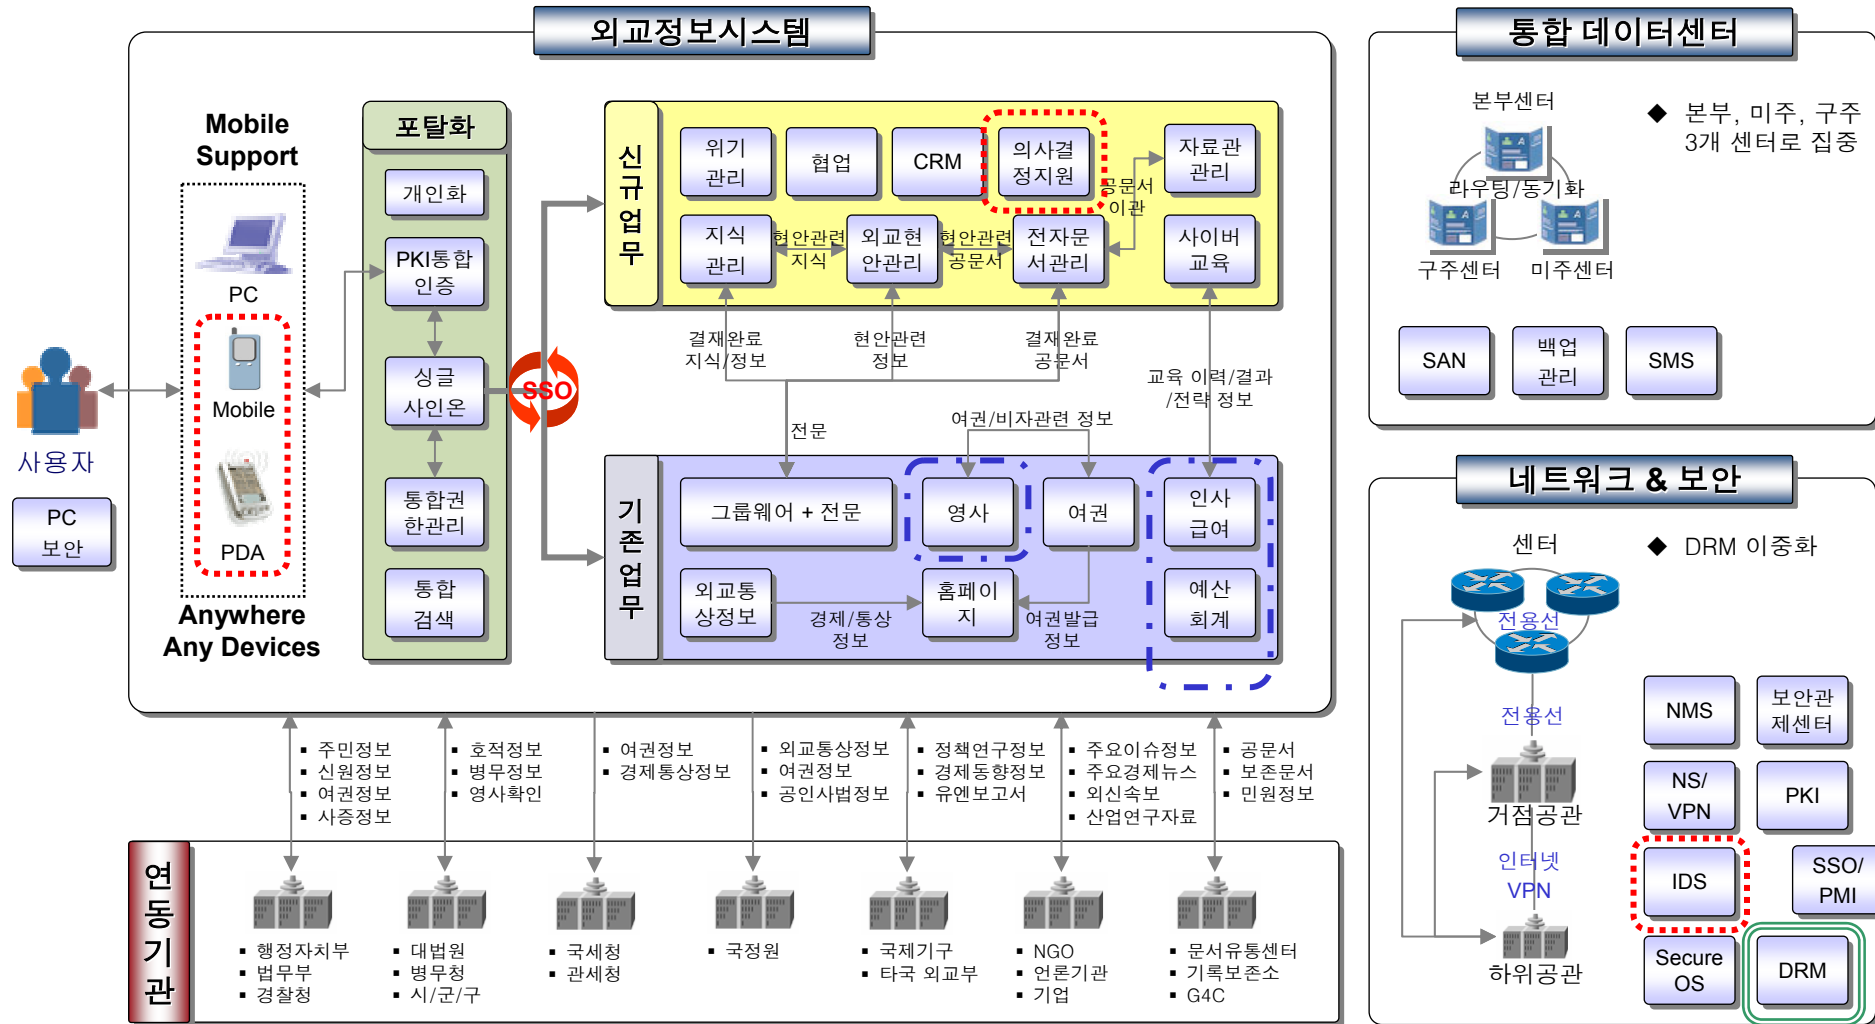 외교정보시스템
Mobile
Support
PC
Mobile
PDA
Anywhere
Any Devices
사용자
PC
보안
포탈화
개인화
PKI통합
인증
싱글
사인온
통합권
한관리
통합
검색
SSO
신규업무
위기
관리
협업
CRM
의사결
정지원
자료관
관리
공문서
이관
지식
관리
현안관련
지식
외교현
안관리
현안관련
공문서
전자문
서관리
사이버
교육
결재완료
지식/정보
현안관련
정보
결재완료
공문서
교육 이력/결과
/전략 정보
전문
여권/비자관련 정보
기존업무
그룹웨어 + 전문
영사
여권
인사
급여
외교통
상정보
경제/통상
정보
홈페이
지
여권발급
정보
예산
회계
▪ 주민정보
▪ 신원정보
▪ 여권정보
▪ 사증정보
▪ 호적정보
▪ 병무정보
▪ 영사확인
▪ 여권정보
▪ 경제통상정보
▪ 외교통상정보
▪ 여권정보
▪ 공인사법정보
▪ 정책연구정보
▪ 경제동향정보
▪ 유엔보고서
▪ 주요이슈정보
▪ 주요경제뉴스
▪ 외신속보
▪ 산업연구자료
▪ 공문서
▪ 보존문서
▪ 민원정보
연동기관
▪ 행정자치부
▪ 법무부
▪ 경찰청
▪ 대법원
▪ 병무청
▪ 시/군/구
▪ 국세청
▪ 관세청
▪ 국정원
▪ 국제기구
▪ 타국 외교부
▪ NGO
▪ 언론기관
▪ 기업
▪ 문서유통센터
▪ 기록보존소
▪ G4C
통합 데이터센터
본부센터
라우팅/동기화
구주센터
미주센터
◆ 본부, 미주, 구주
3개 센터로 집중
SAN
백업
관리
SMS
네트워크 & 보안
센터
◆ DRM 이중화
전용선
전용선
거점공관
인터넷
VPN
하위공관
NMS
보안관
제센터
NS/
VPN
PKI
IDS
SSO/
PMI
Secure
OS
DRM